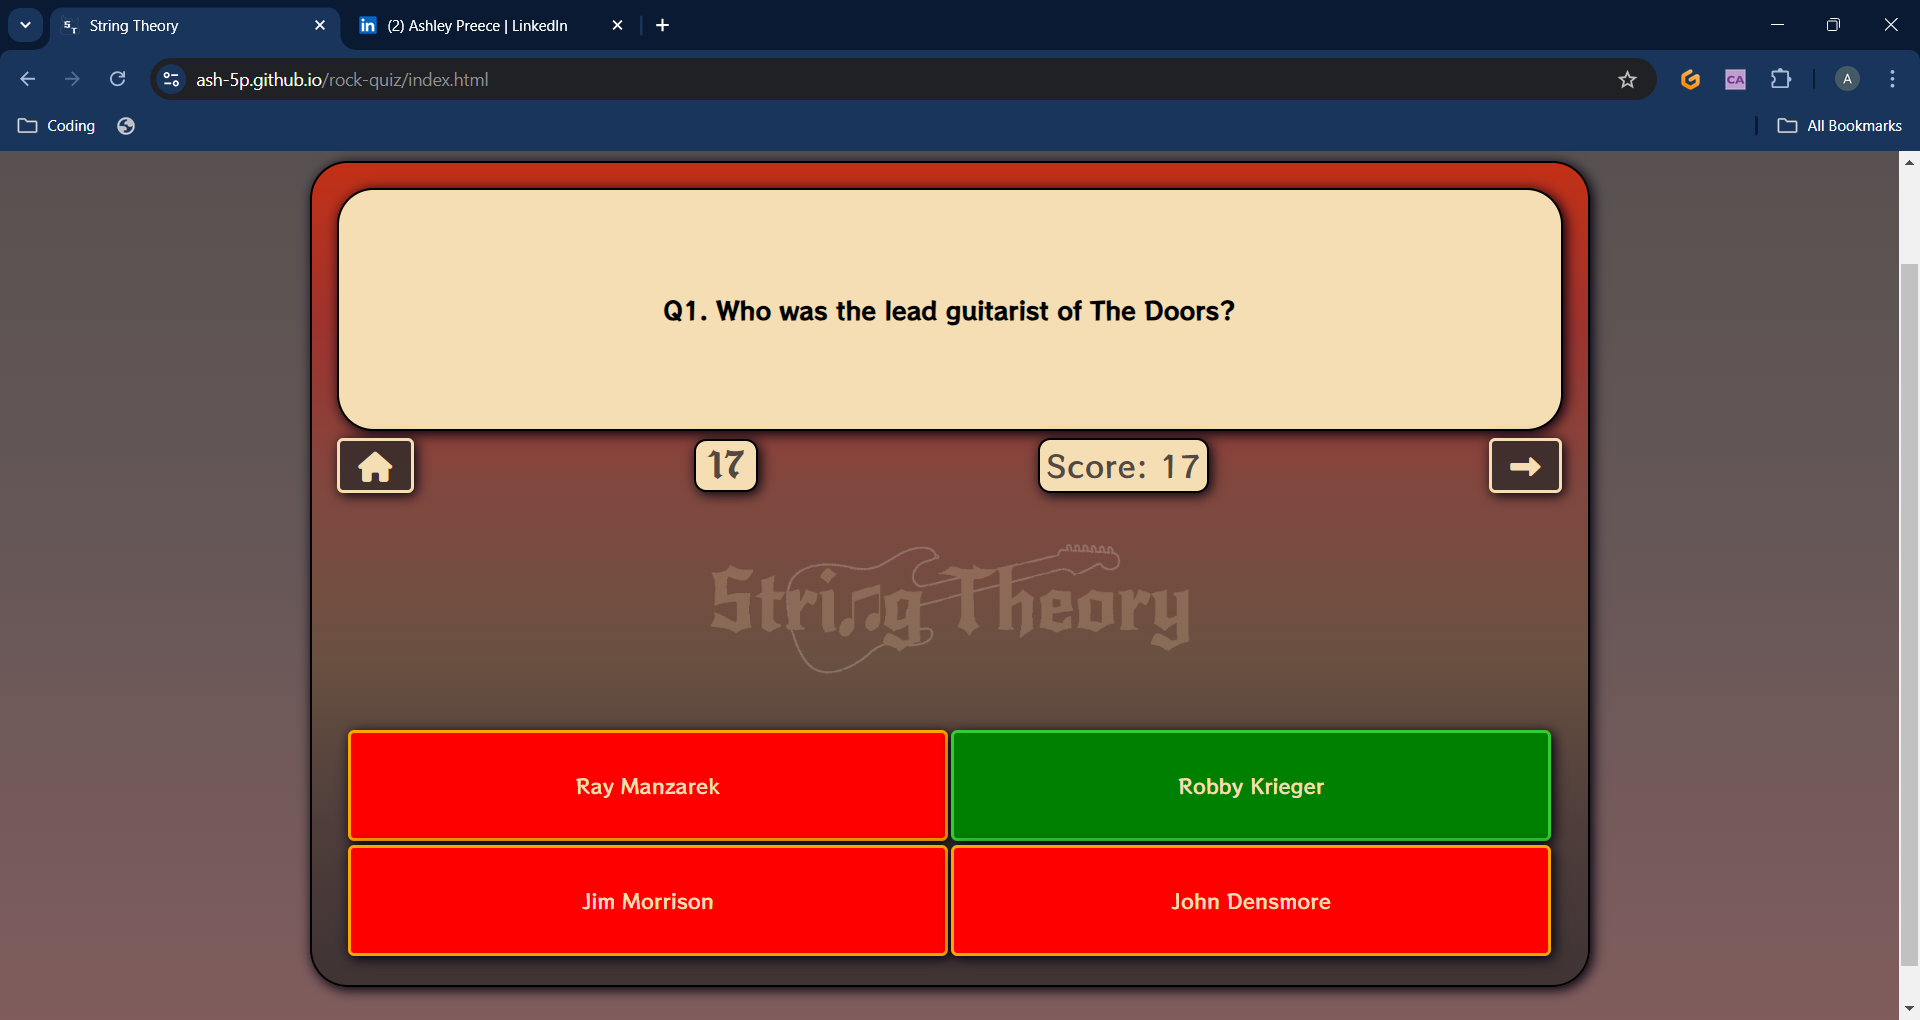 String Theory
(2) Ashley Preece | LinkedIn
ash-5p.github.io/rock-quiz/index.html
CA
A
Coding
All Bookmarks
Q1. Who was the lead guitarist of The Doors?
17
Score: 17
String Theory
Ray Manzarek
Robby Krieger
Jim Morrison
John Densmore